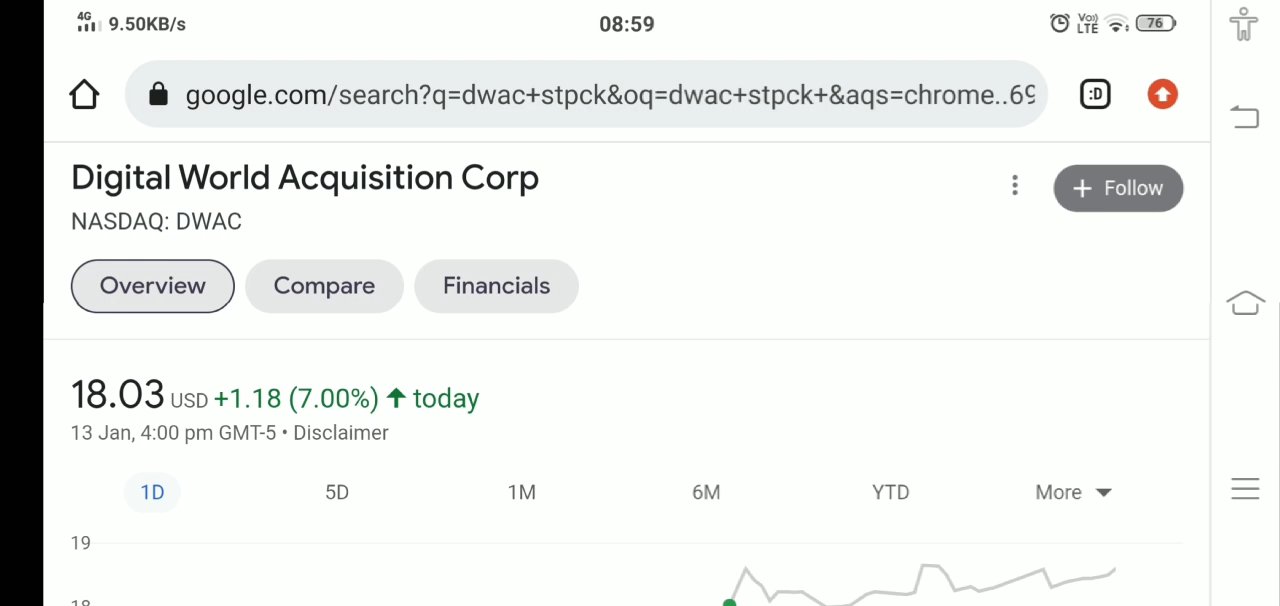 4G 9.50KB/s 08:59 Vo)) LTE 76
google.com/search?q=dwac+stpck&oq=dwac+stpck+&aqs=chrome..69 :D
Digital World Acquisition Corp
+ Follow
NASDAQ: DWAC
Overview Compare Financials
18.03 USD +1.18 (7.00%) ↑ today
13 Jan, 4:00 pm GMT-5 • Disclaimer
1D 5D 1M 6M YTD More
19
18